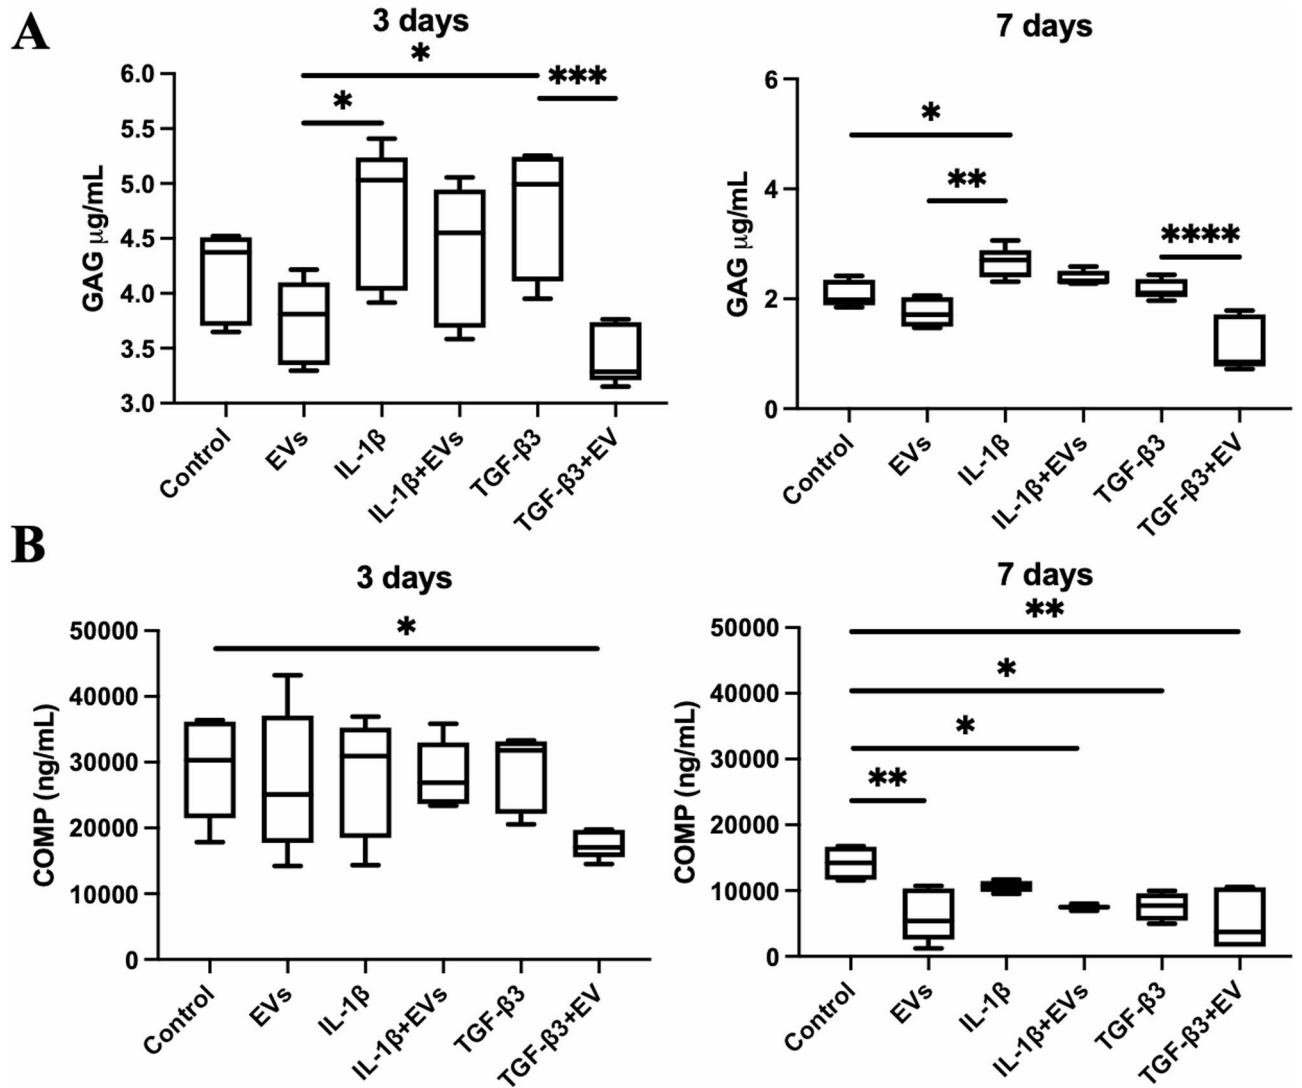 A
3 days
*
*
***
6.0
5.5
5.0
4.5
4.0
3.5
3.0
GAG μg/mL
Control
EVs
IL-1β
IL-1β+EVs
TGF-β3
TGF-β3+EV
7 days
*
**
****
6
4
2
0
GAG μg/mL
Control
EVs
IL-1β
IL-1β+EVs
TGF-β3
TGF-β3+EV
B
3 days
*
50000
40000
30000
20000
10000
0
COMP (ng/mL)
Control
EVs
IL-1β
IL-1β+EVs
TGF-β3
TGF-β3+EV
7 days
**
*
*
**
50000
40000
30000
20000
10000
0
COMP (ng/mL)
Control
EVs
IL-1β
IL-1β+EVs
TGF-β3
TGF-β3+EV